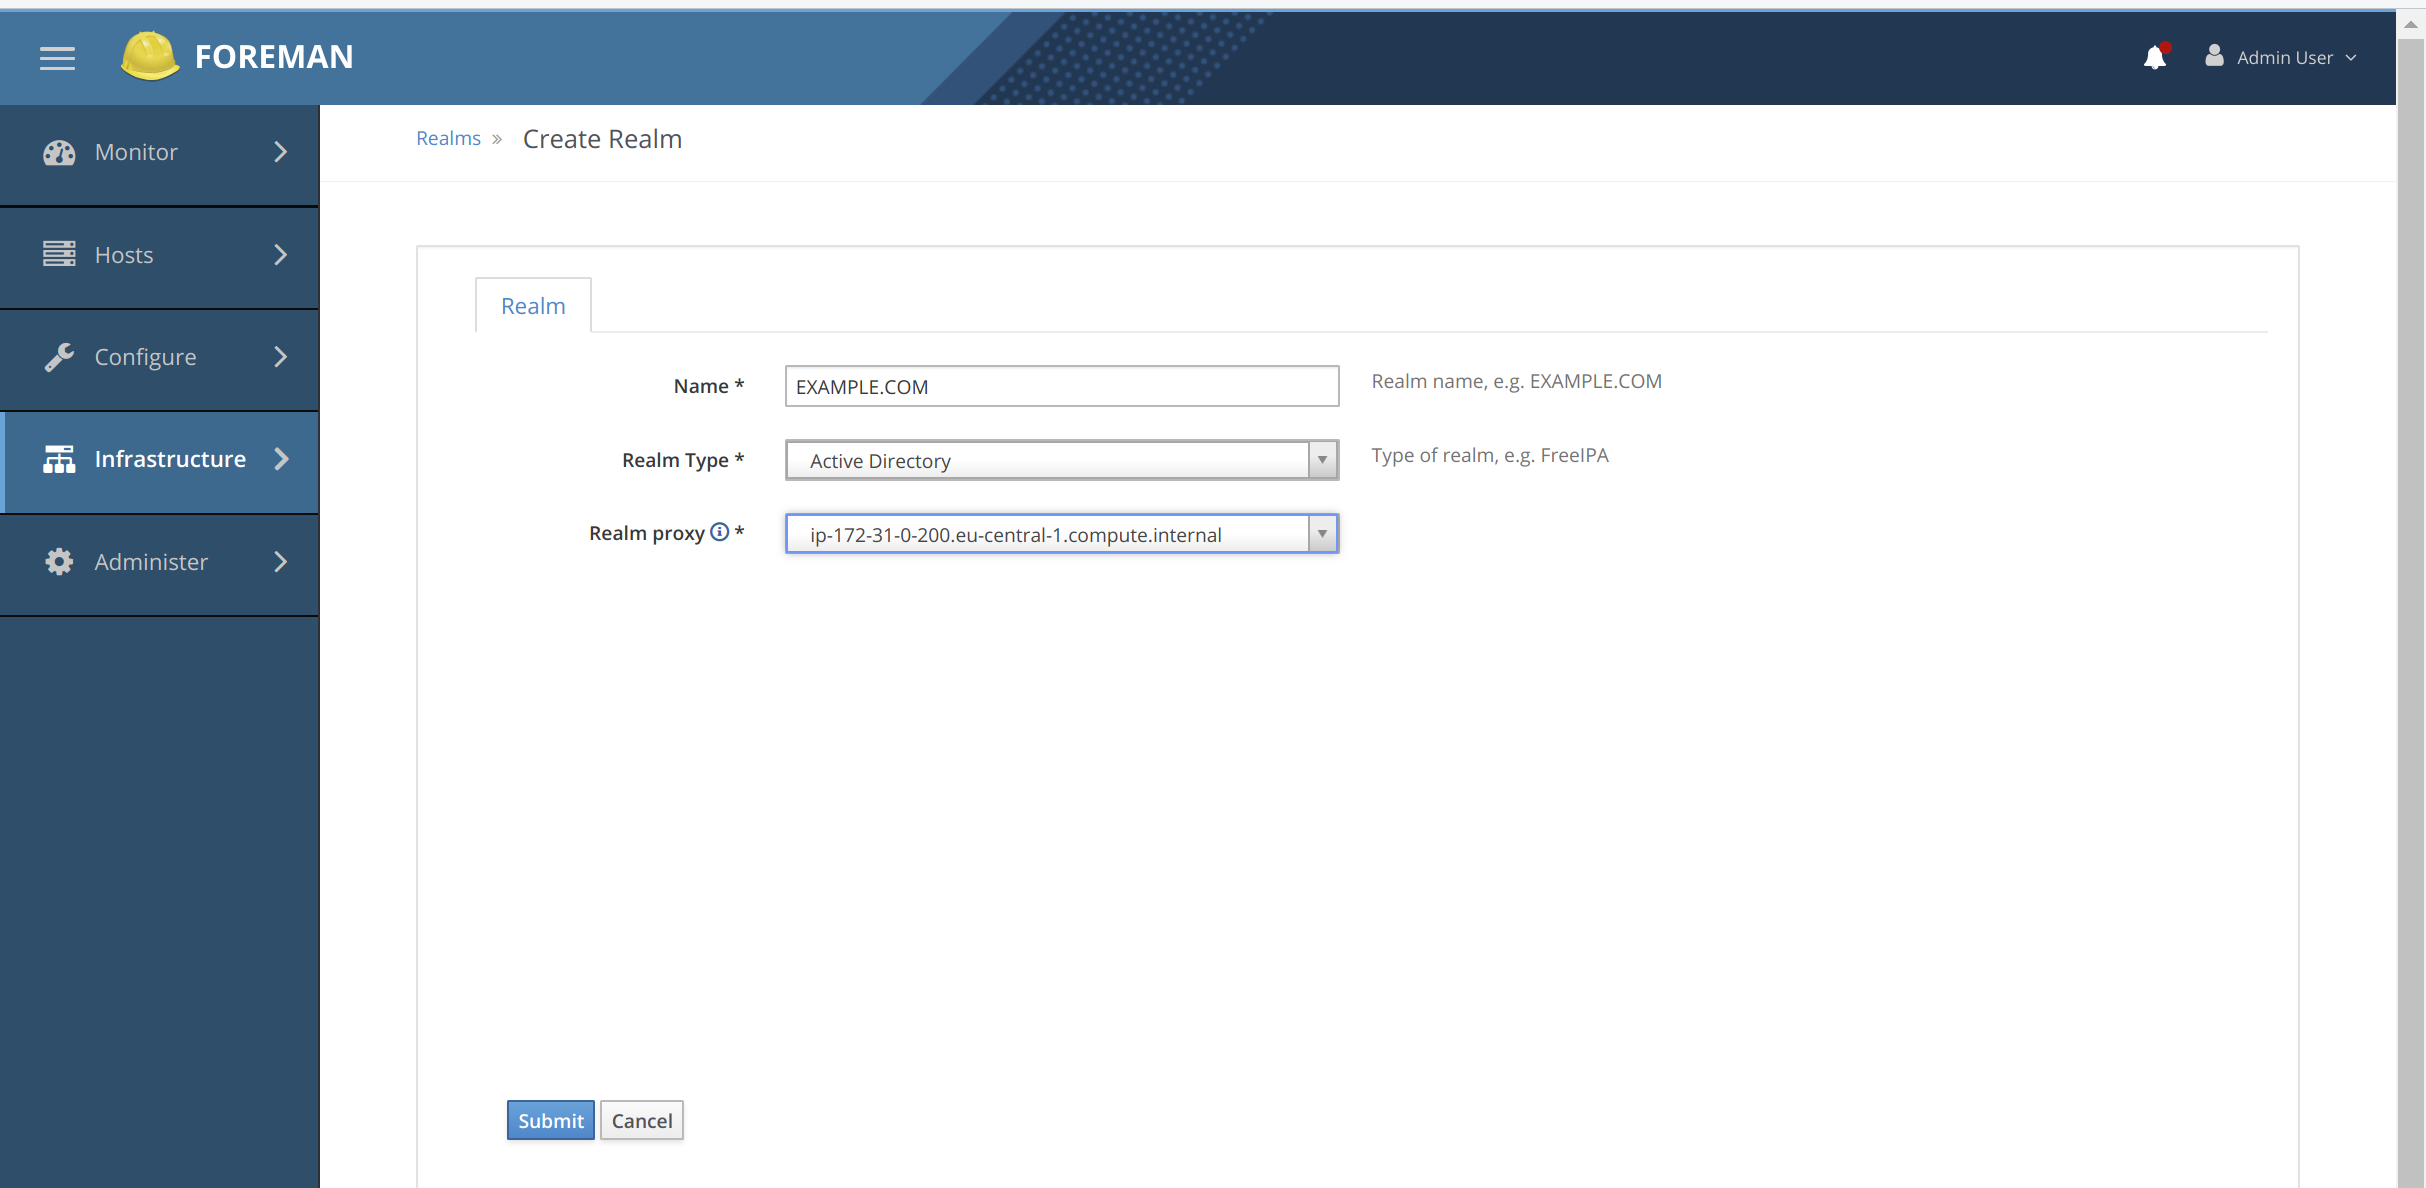 FOREMAN
Admin User
Monitor
Hosts
Configure
Infrastructure
Administer
Realms » Create Realm
Realm
Name * EXAMPLE.COM Realm name, e.g. EXAMPLE.COM
Realm Type * Active Directory Type of realm, e.g. FreeIPA
Realm proxy * ip-172-31-0-200.eu-central-1.compute.internal
Submit Cancel